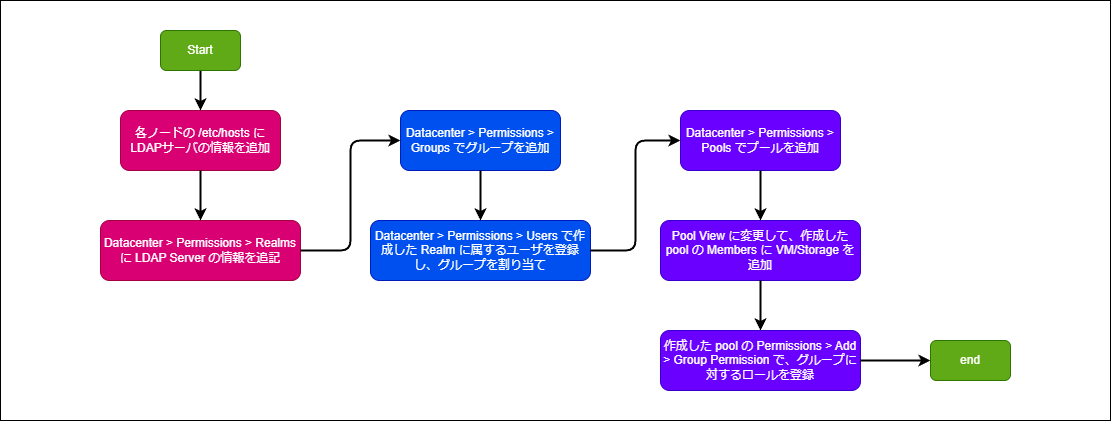 Start
各ノードの /etc/hosts に
LDAPサーバの情報を追加
Datacenter > Permissions > Realms
に LDAP Server の情報を追記
Datacenter > Permissions >
Groups でグループを追加
Datacenter > Permissions > Users で作
成した Realm に属するユーザを登録
し、グループを割り当て
Datacenter > Permissions >
Pools でプールを追加
Pool View に変更して、作成した
pool の Members に VM/Storage を
追加
作成した pool の Permissions > Add
> Group Permission で、グループに
対するロールを登録
end